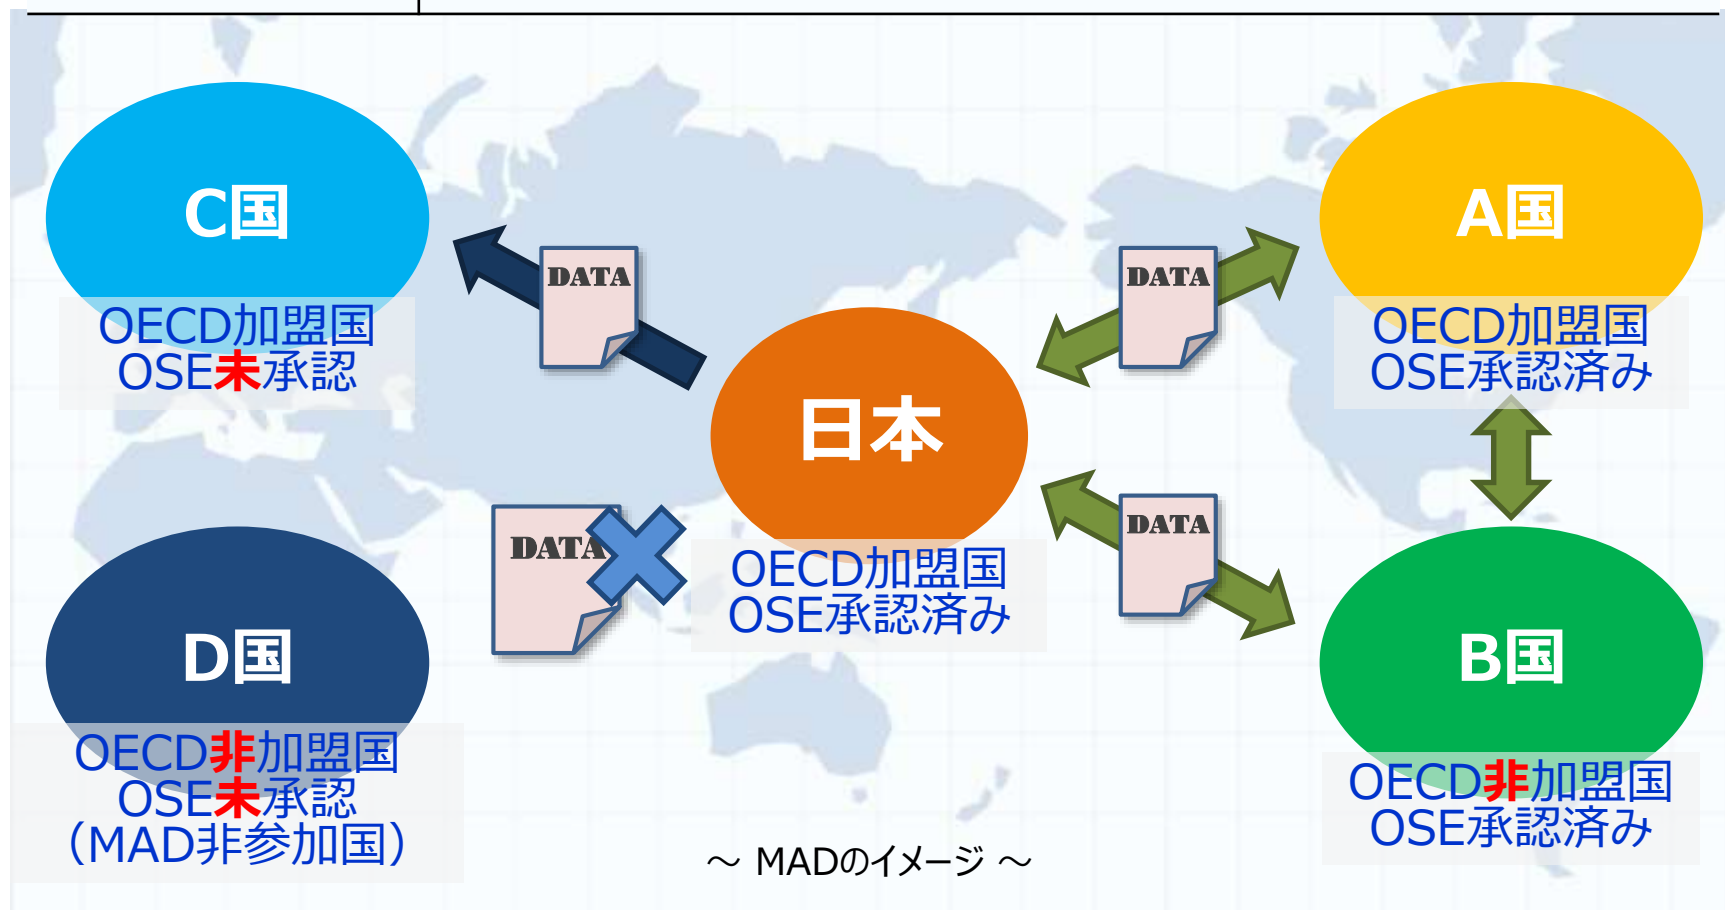 C国
OECD加盟国
OSE未承認
DATA
日本
OECD加盟国
OSE承認済み
DATA
A国
OECD加盟国
OSE承認済み
DATA
D国
OECD非加盟国
OSE未承認
（MAD非参加国）
DATA
B国
OECD非加盟国
OSE承認済み
～ MADのイメージ ～